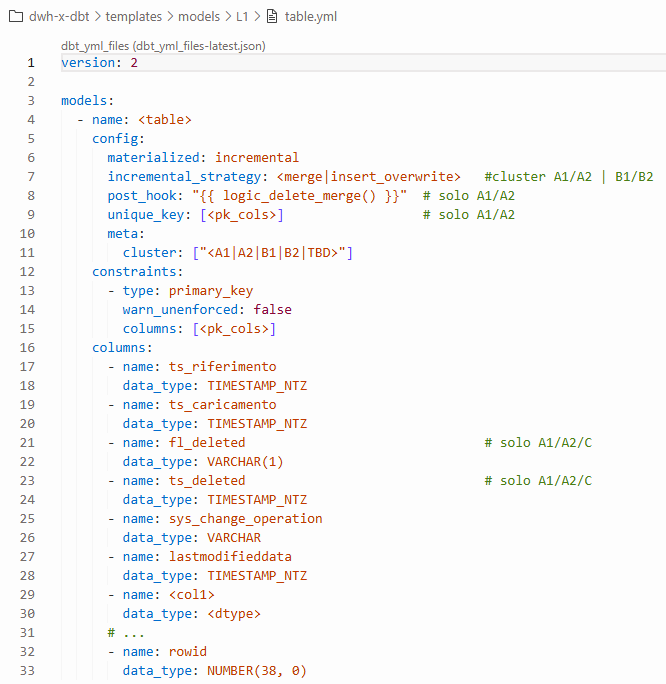 dwh-x-dbt > templates > models > L1 > table.yml
dbt_yml_files (dbt_yml_files-latest.json)
1 version: 2
2
3 models:
4   - name: <table>
5     config:
6       materialized: incremental
7       incremental_strategy: <merge|insert_overwrite>   #cluster A1/A2 | B1/B2
8       post_hook: "{{ logic_delete_merge() }}"  # solo A1/A2
9       unique_key: [<pk_cols>]                  # solo A1/A2
10       meta:
11         cluster: ["<A1|A2|B1|B2|TBD>"]
12     constraints:
13       - type: primary_key
14         warn_unenforced: false
15         columns: [<pk_cols>]
16     columns:
17       - name: ts_riferimento
18         data_type: TIMESTAMP_NTZ
19       - name: ts_caricamento
20         data_type: TIMESTAMP_NTZ
21       - name: fl_deleted                               # solo A1/A2/C
22         data_type: VARCHAR(1)
23       - name: ts_deleted                               # solo A1/A2/C
24         data_type: TIMESTAMP_NTZ
25       - name: sys_change_operation
26         data_type: VARCHAR
27       - name: lastmodifieddata
28         data_type: TIMESTAMP_NTZ
29       - name: <col1>
30         data_type: <dtype>
31       # ...
32       - name: rowid
33         data_type: NUMBER(38, 0)